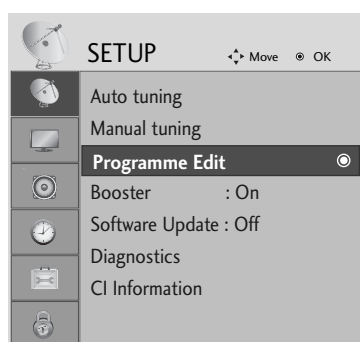 SETUP Move OK
Auto tuning
Manual tuning
Programme Edit
Booster : On
Software Update : Off
Diagnostics
CI Information